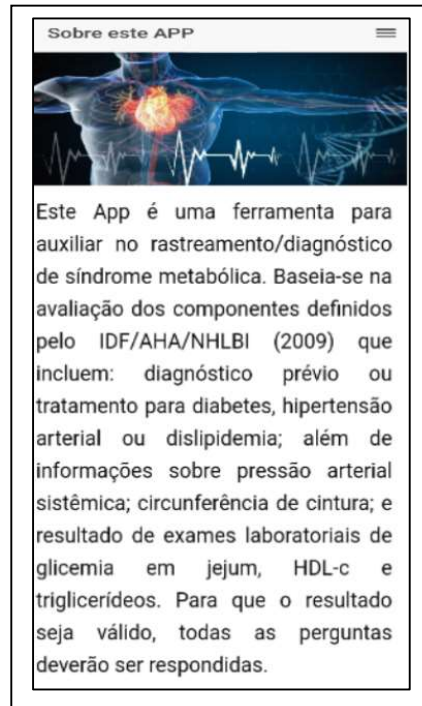 Sobre este APP
Este App é uma ferramenta para
auxiliar no rastreamento/diagnóstico
de síndrome metabólica. Baseia-se na
avaliação dos componentes definidos
pelo IDF/AHA/NHLBI (2009) que
incluem: diagnóstico prévio ou
tratamento para diabetes, hipertensão
arterial ou dislipidemia; além de
informações sobre pressão arterial
sistêmica; circunferência de cintura; e
resultado de exames laboratoriais de
glicemia em jejum, HDL-c e
triglicerídeos. Para que o resultado
seja válido, todas as perguntas
deverão ser respondidas.